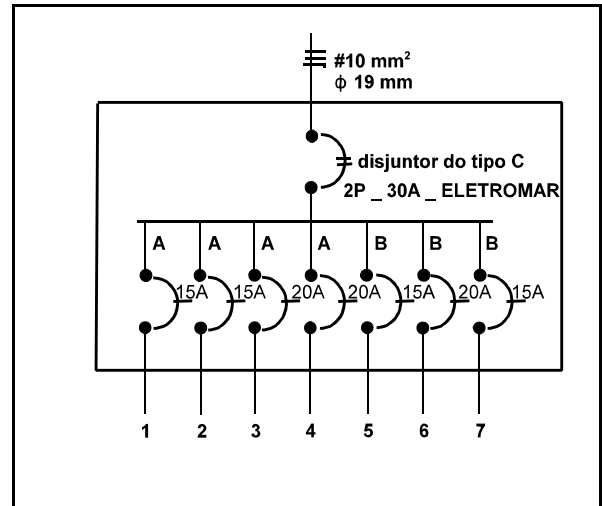 #10 mm²
ϕ 19 mm
disjuntor do tipo C
2P _ 30A _ ELETROMAR
A A A A B B B
15A 15A 20A 20A 15A 20A 15A
1 2 3 4 5 6 7